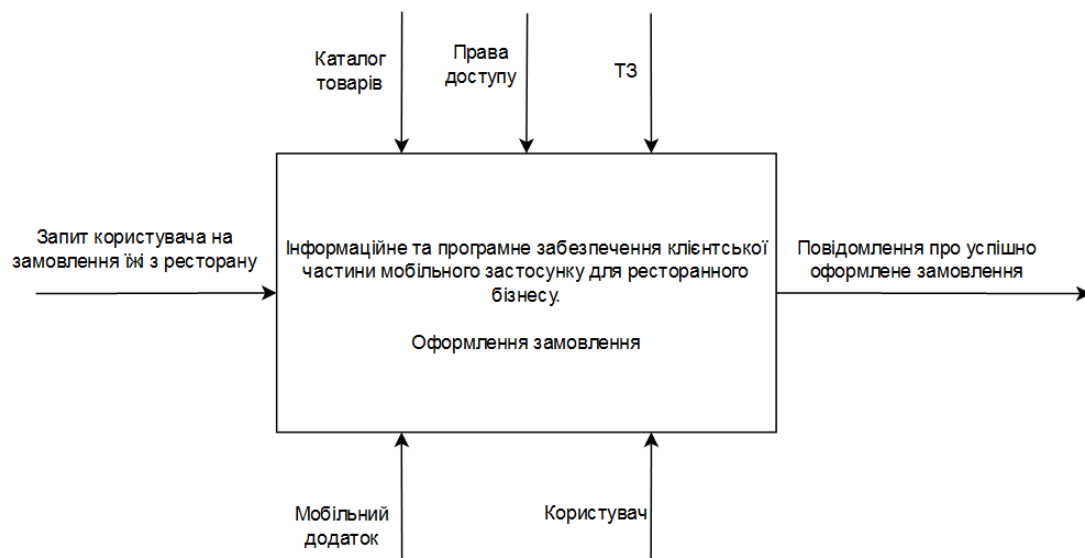 Каталог
товарів
Права
доступу
ТЗ
Запит користувача на
замовлення їжі з ресторану
Інформаційне та програмне забезпечення клієнтської
частини мобільного застосунку для ресторанного
бізнесу.
Оформлення замовлення
Повідомлення про успішно
оформлене замовлення
Мобільний
додаток
Користувач